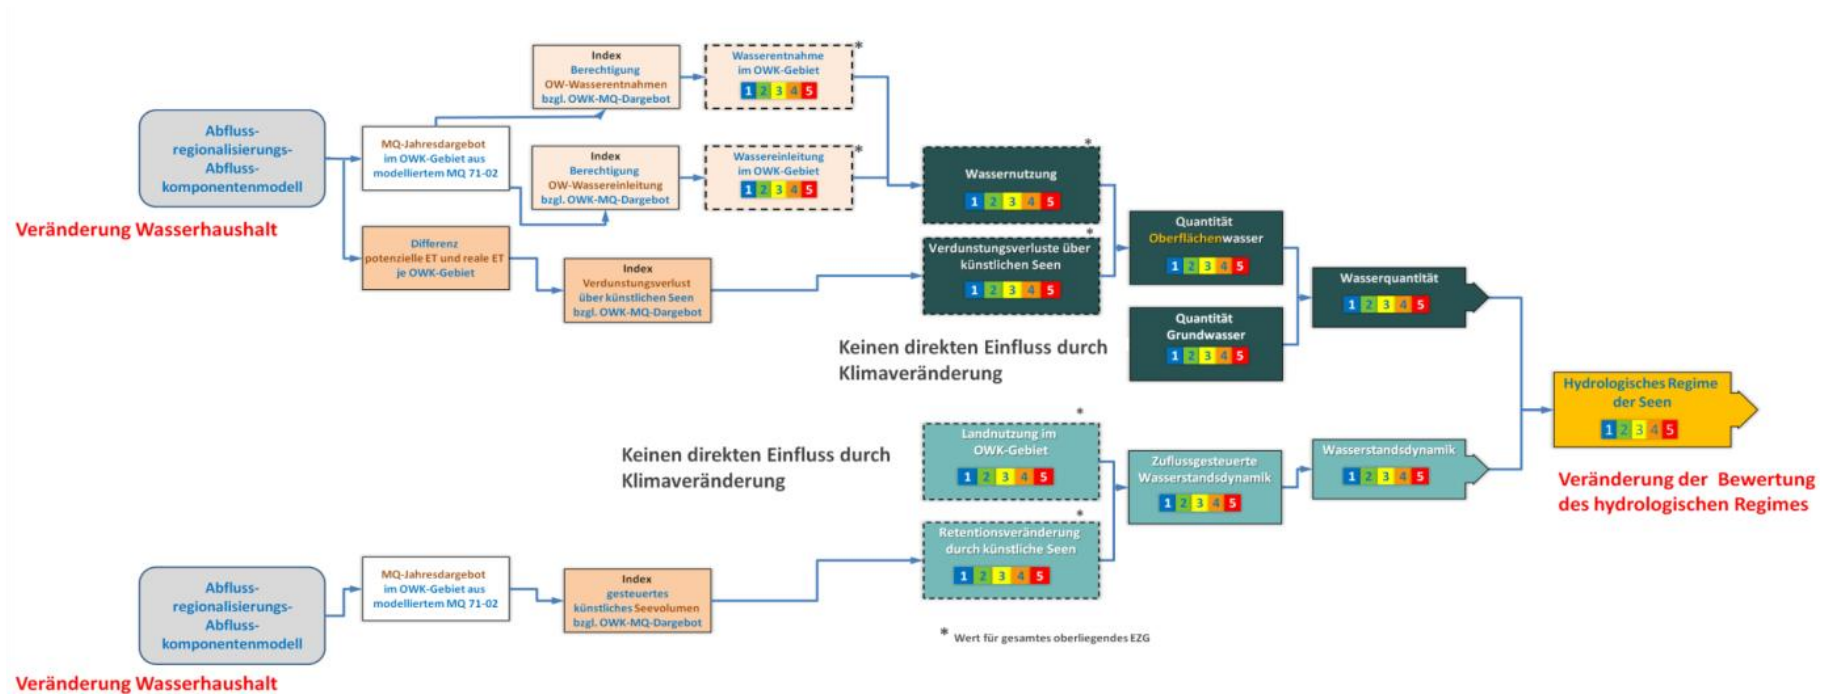 Index
Berechtigung
OW-Wasserentnahmen
bzgl. OWK-MQ-Dargebot
Wasserentnahme
im OWK-Gebiet
1 2 3 4 5
*
Abfluss-
regionalisierungs-
Abfluss-
komponentenmodell
Veränderung Wasserhaushalt
MQ-Jahresdargebot
im OWK-Gebiet aus
modelliertem MQ 71-02
Index
Berechtigung
OW-Wassereinleitung
bzgl. OWK-MQ-Dargebot
Wassereinleitung
im OWK-Gebiet
1 2 3 4 5
*
Wassernutzung
1 2 3 4 5
*
Differenz
potenzielle ET und reale ET
je OWK-Gebiet
Index
Verdunstungsverlust
über künstlichen Seen
bzgl. OWK-MQ-Dargebot
Verdunstungsverluste über
künstlichen Seen
1 2 3 4 5
*
Quantität
Oberflächenwasser
1 2 3 4 5
Quantität
Grundwasser
1 2 3 4 5
Wasserquantität
1 2 3 4 5
Keinen direkten Einfluss durch
Klimaveränderung
Hydrologisches Regime
der Seen
1 2 3 4 5
Veränderung der Bewertung
des hydrologischen Regimes
Keinen direkten Einfluss durch
Klimaveränderung
Landnutzung im
OWK-Gebiet
1 2 3 4 5
*
Zuflussgesteuerte
Wasserstandsdynamik
1 2 3 4 5
Wasserstandsdynamik
1 2 3 4 5
Retentionsveränderung
durch künstliche Seen
1 2 3 4 5
*
Abfluss-
regionalisierungs-
Abfluss-
komponentenmodell
Veränderung Wasserhaushalt
MQ-Jahresdargebot
im OWK-Gebiet aus
modelliertem MQ 71-02
Index
gesteuertes
künstliches Seevolumen
bzgl. OWK-MQ-Dargebot
* Wert für gesamtes oberliegendes EZG